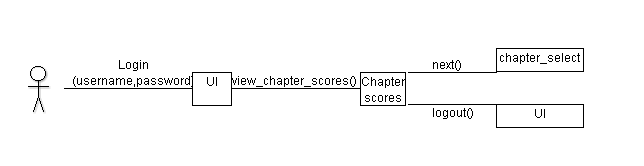 Login
(username,password)
UI
view_chapter_scores()
Chapter
scores
next()
chapter_select
logout()
UI